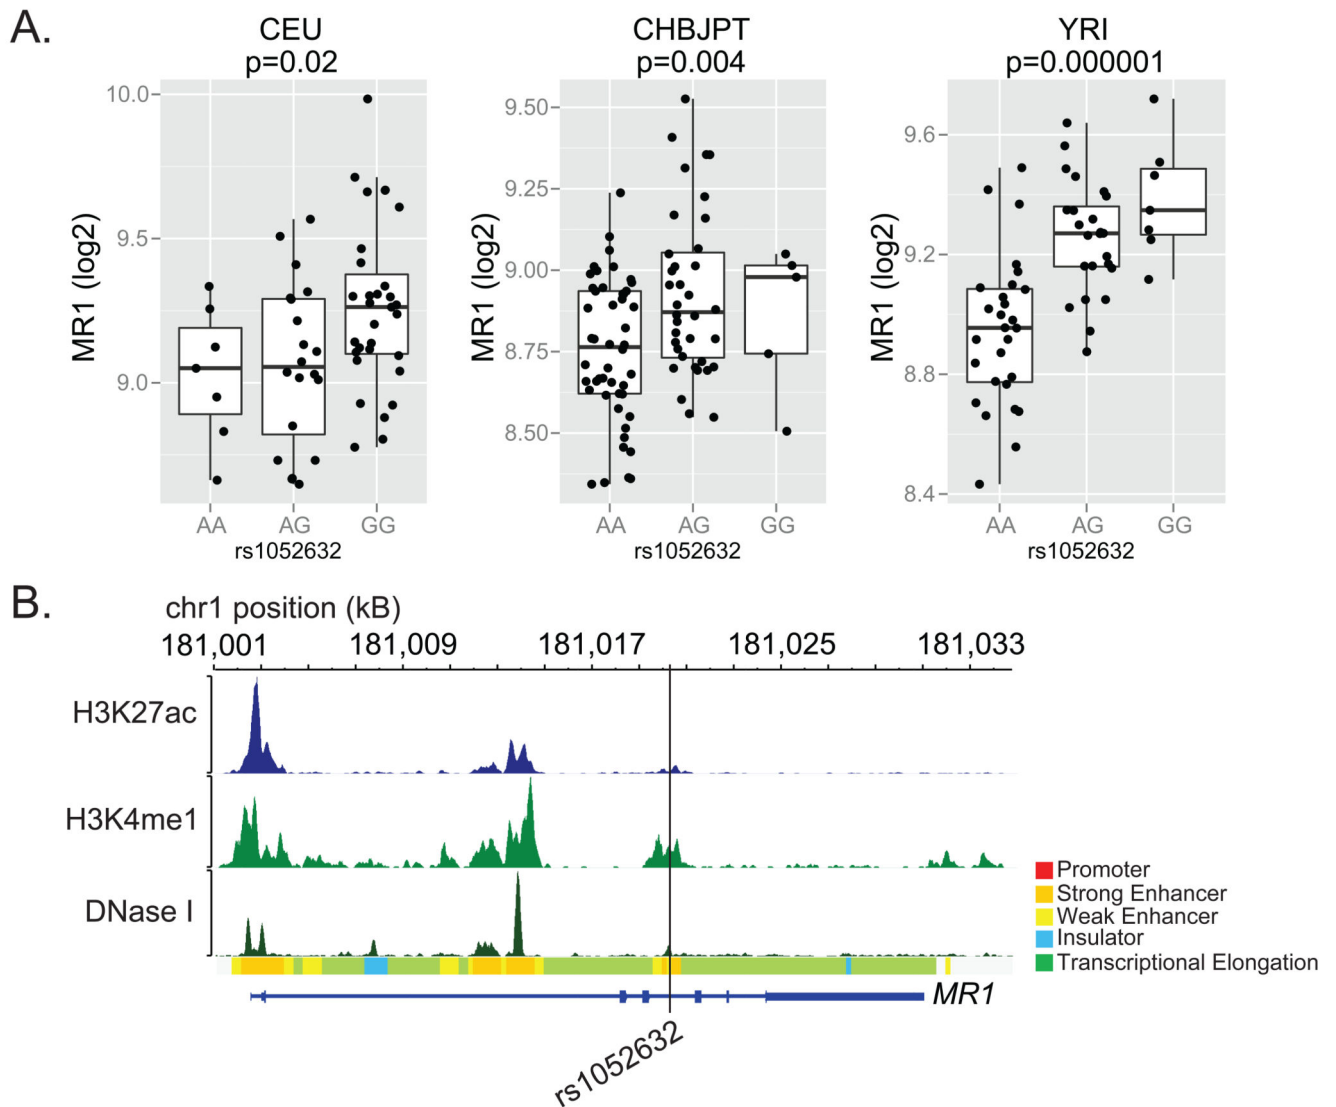 A.
CEU
p=0.02
CHBJPT
p=0.004
YRI
p=0.000001
MR1 (log2)
10.0
9.5
9.0
AA AG GG
rs1052632
MR1 (log2)
9.50
9.25
9.00
8.75
8.50
AA AG GG
rs1052632
MR1 (log2)
9.6
9.2
8.8
8.4
AA AG GG
rs1052632
B.
chr1 position (kB)
181,001 181,009 181,017 181,025 181,033
H3K27ac
H3K4me1
DNase I
Promoter
Strong Enhancer
Weak Enhancer
Insulator
Transcriptional Elongation
MR1
rs1052632